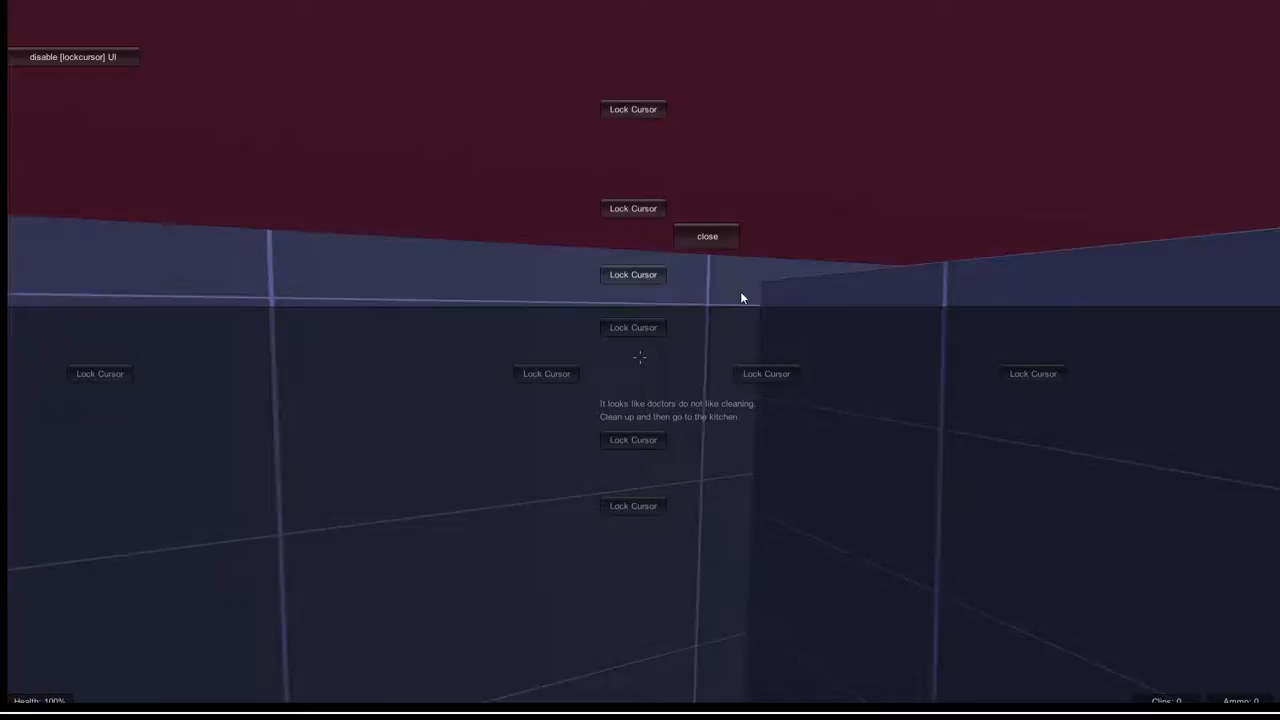 disable [lockcursor] UI
Lock Cursor
Lock Cursor
close
Lock Cursor
Lock Cursor
Lock Cursor
Lock Cursor
Lock Cursor
Lock Cursor
It looks like doctors do not like cleaning.
Clean up and then go to the kitchen
Lock Cursor
Lock Cursor
Health: 100%
Clips: 0
Ammo: 0